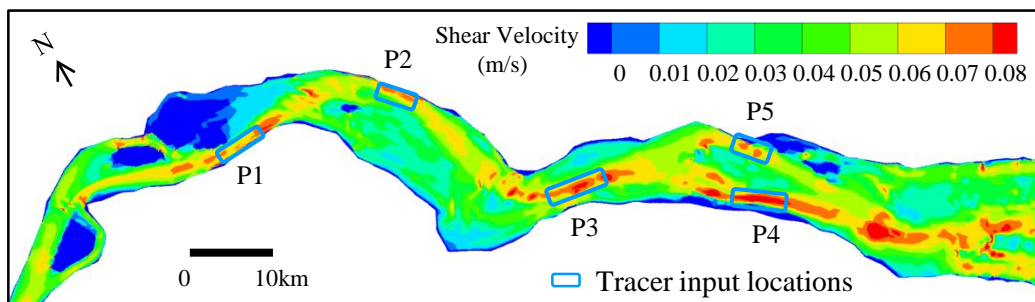 N
Shear Velocity
(m/s)
0 0.01 0.02 0.03 0.04 0.05 0.06 0.07 0.08
P2
P5
P1
P3
P4
0 10km
Tracer input locations